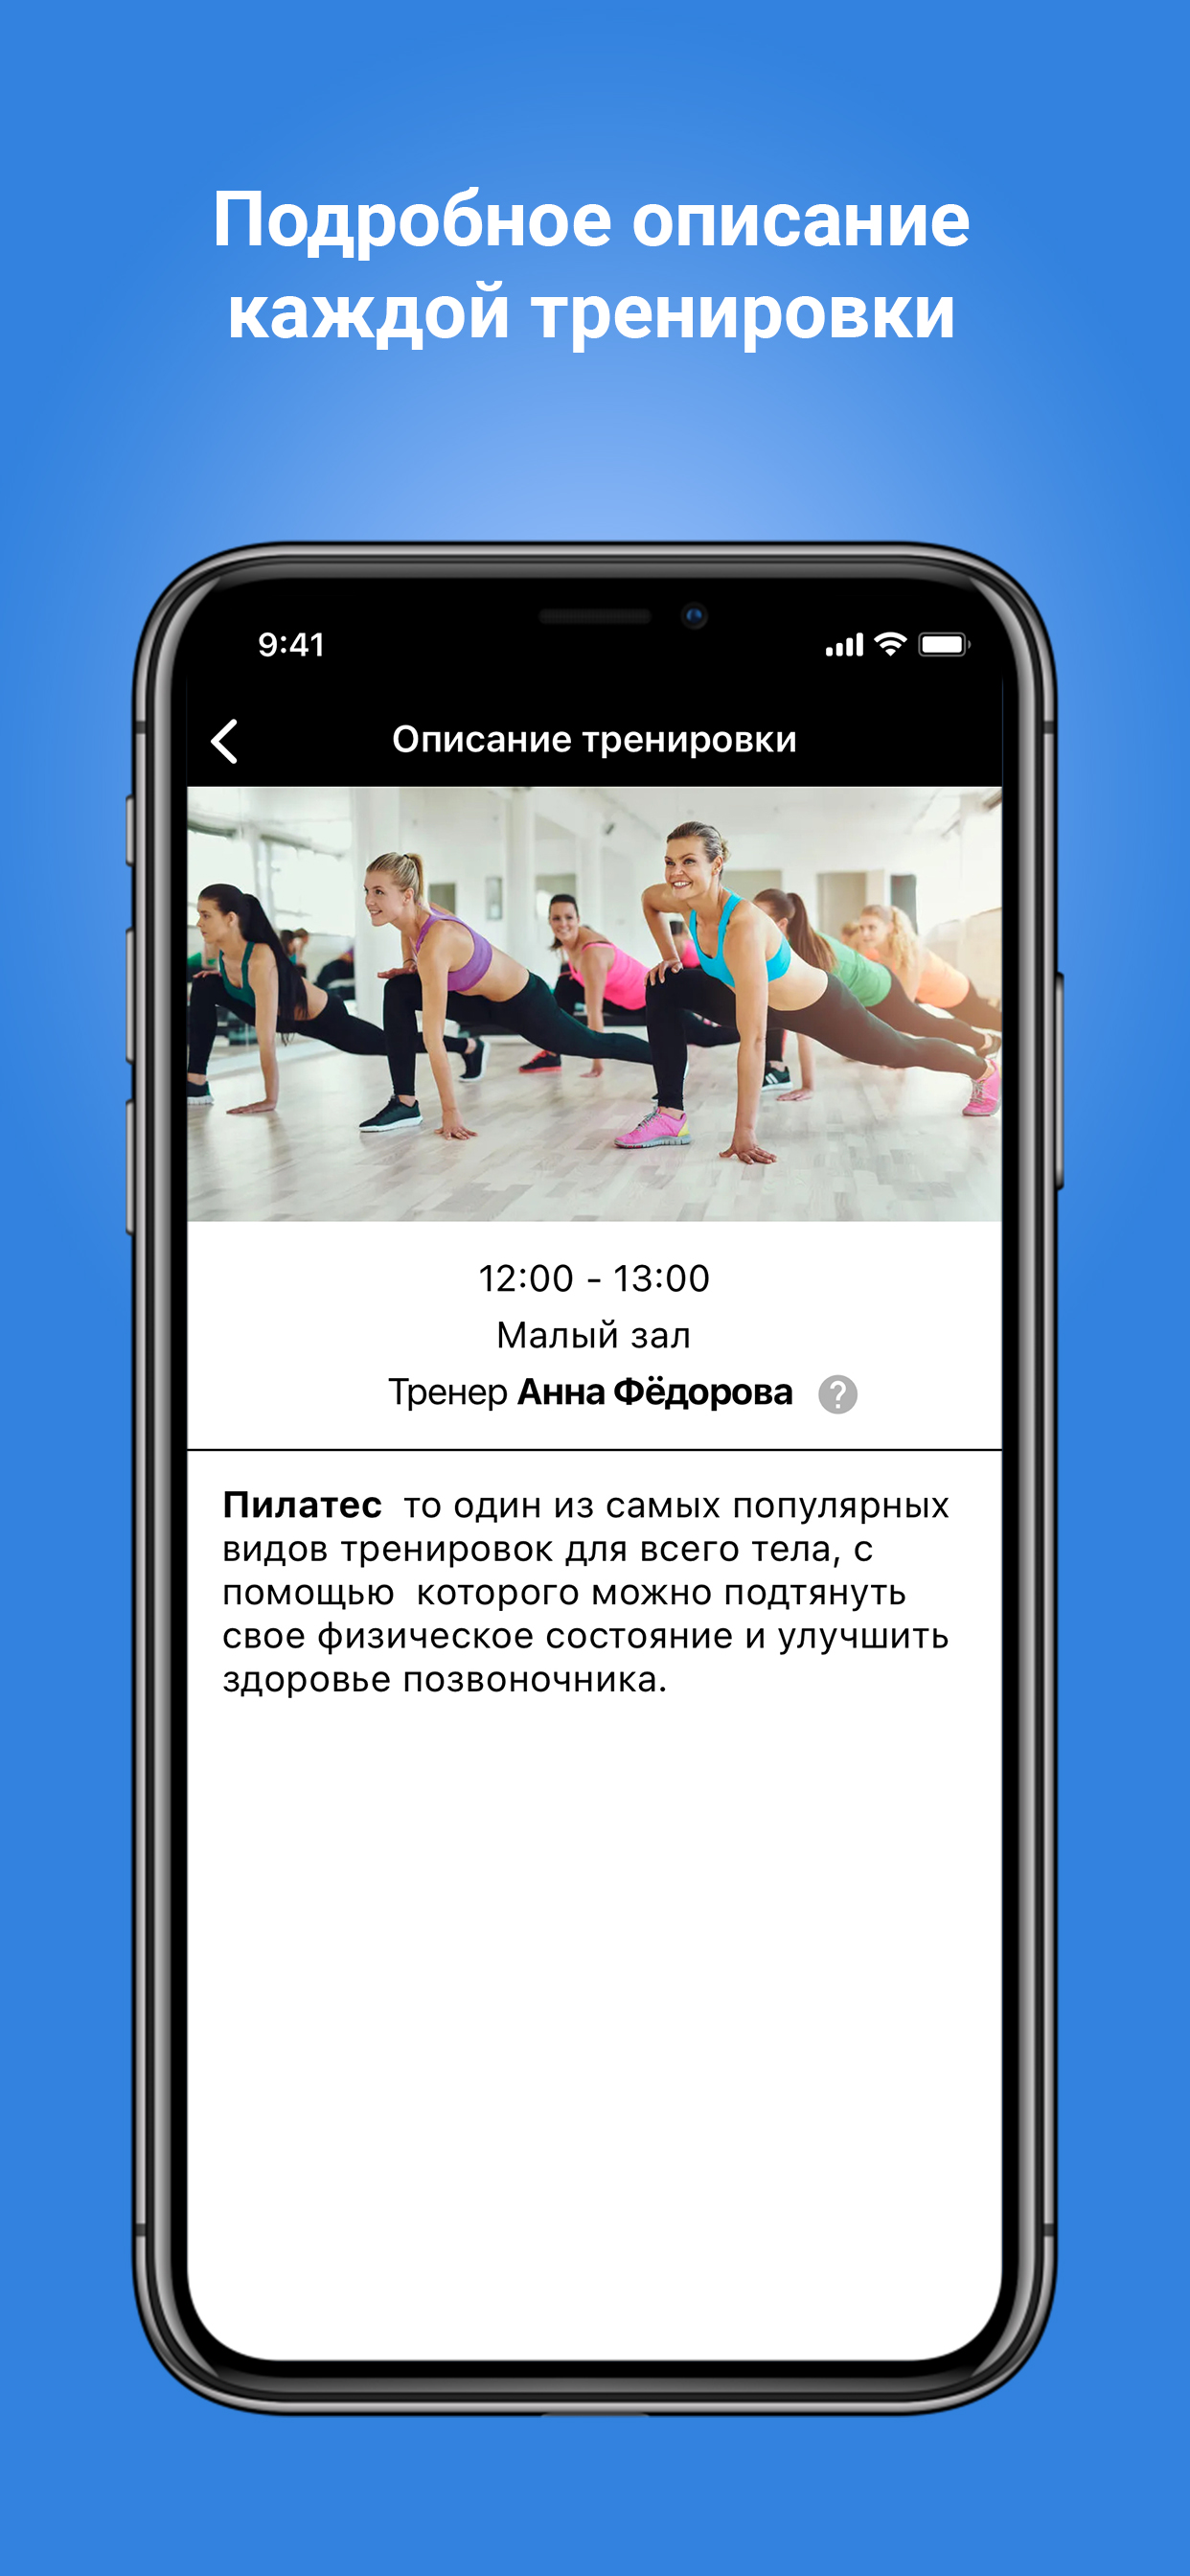 Подробное описание
каждой тренировки
9:41
Описание тренировки
12:00 - 13:00
Малый зал
Тренер Анна Фёдорова ?
Пилатес то один из самых популярных
видов тренировок для всего тела, с
помощью которого можно подтянуть
свое физическое состояние и улучшить
здоровье позвоночника.